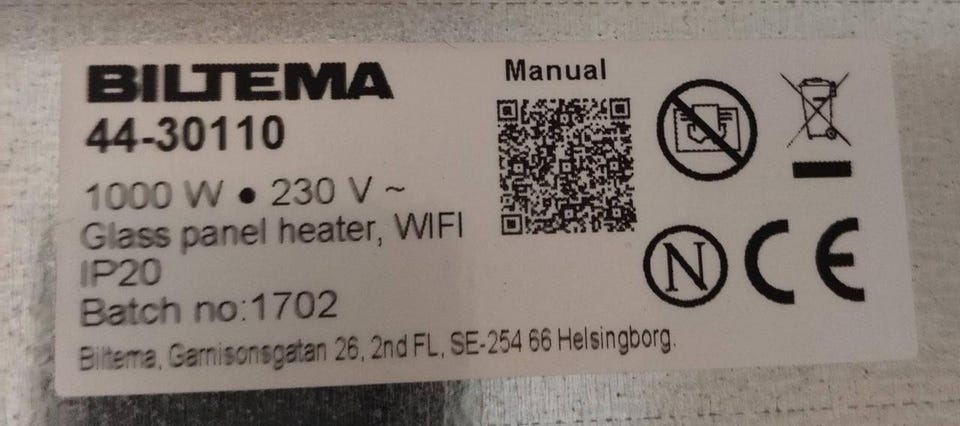 BILTEMA
44-30110
1000 W • 230 V ~
Glass panel heater, WIFI
IP20
Batch no:1702
Biltema, Garnisonsgatan 26, 2nd FL, SE-254 66 Helsingborg.
Manual
N
CE